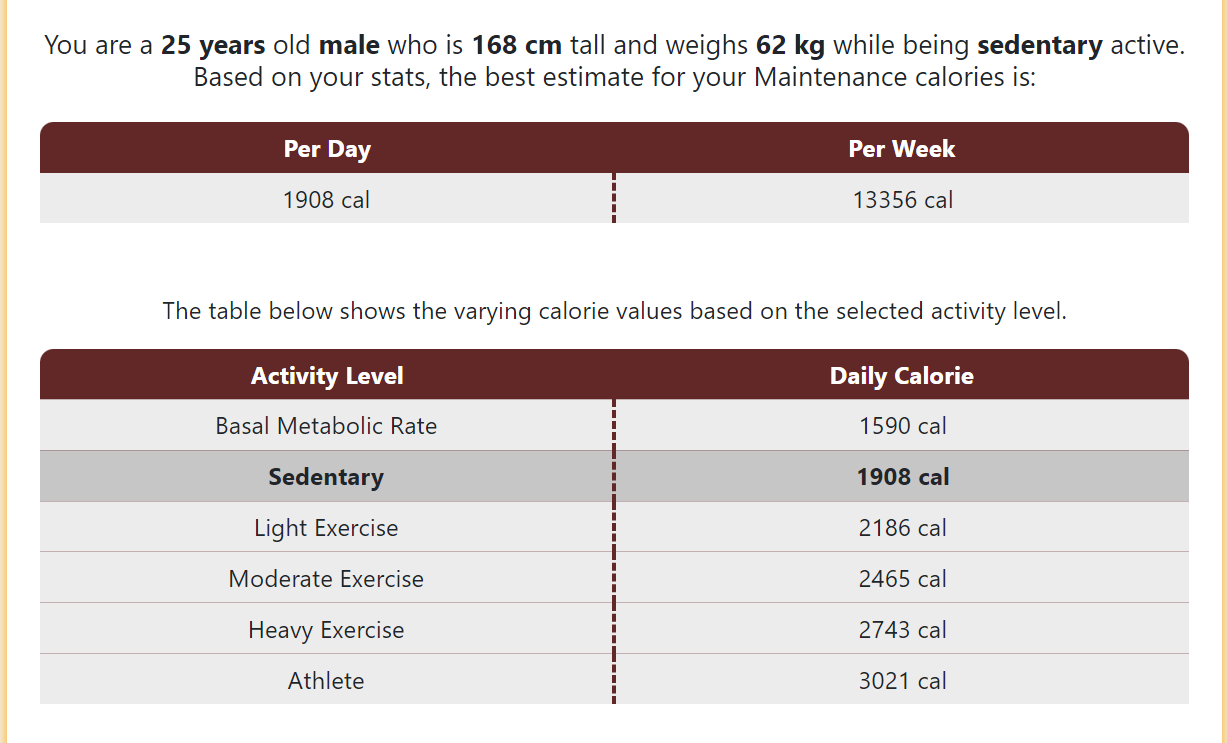 You are a 25 years old male who is 168 cm tall and weighs 62 kg while being sedentary active.
Based on your stats, the best estimate for your Maintenance calories is:
Per Day Per Week
1908 cal 13356 cal
The table below shows the varying calorie values based on the selected activity level.
Activity Level Daily Calorie
Basal Metabolic Rate 1590 cal
Sedentary 1908 cal
Light Exercise 2186 cal
Moderate Exercise 2465 cal
Heavy Exercise 2743 cal
Athlete 3021 cal